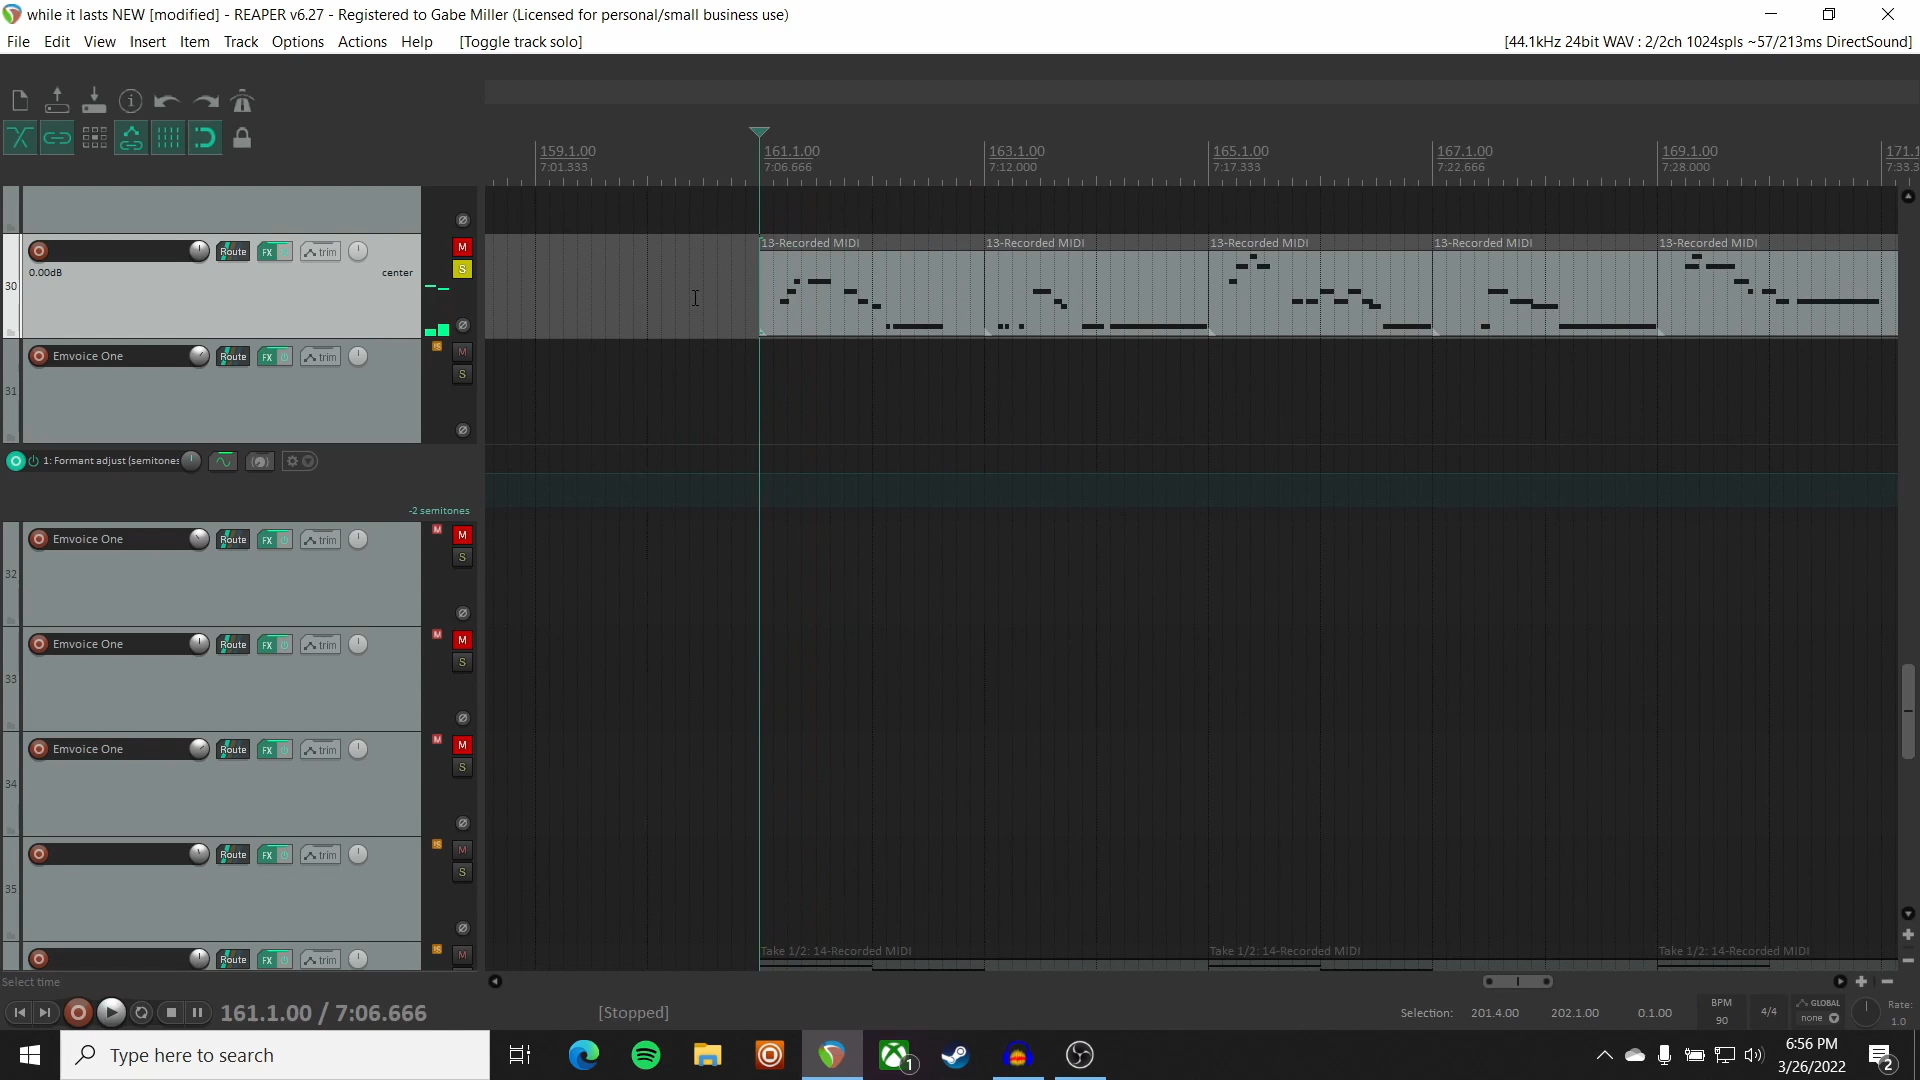 while it lasts NEW [modified] - REAPER v6.27 - Registered to Gabe Miller (Licensed for personal/small business use)
File Edit View Insert Item Track Options Actions Help [Toggle track solo] [44.1kHz 24bit WAV : 2/2ch 1024spls ~57/213ms DirectSound]
159.1.00 161.1.00 163.1.00 165.1.00 167.1.00 169.1.00 171.1
7:01.333 7:06.666 7:12.000 7:17.333 7:22.666 7:28.000 7:33.3
13-Recorded MIDI 13-Recorded MIDI 13-Recorded MIDI 13-Recorded MIDI 13-Recorded MIDI
Route FX trim M
0.00dB center S
30
Emvoice One Route FX trim M
S
31
1: Formant adjust (semitones
-2 semitones
Emvoice One Route FX trim M M
S
32
Emvoice One Route FX trim M M
S
33
Emvoice One Route FX trim M M
S
34
Route FX trim M
S
35
Take 1/2: 14-Recorded MIDI Take 1/2: 14-Recorded MIDI Take 1/2: 14-Recorded MIDI
Route FX trim M
Select time
161.1.00 / 7:06.666 [Stopped] Selection: 201.4.00 202.1.00 0.1.00 BPM 90 4/4 GLOBAL none Rate: 1.0
Type here to search 1 6:56 PM
3/26/2022 2